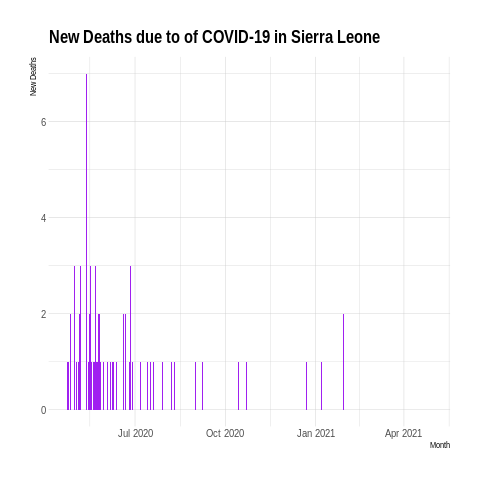 New Deaths due to of COVID-19 in Sierra Leone
New Deaths
6
4
2
0
Jul 2020 Oct 2020 Jan 2021 Apr 2021
Month